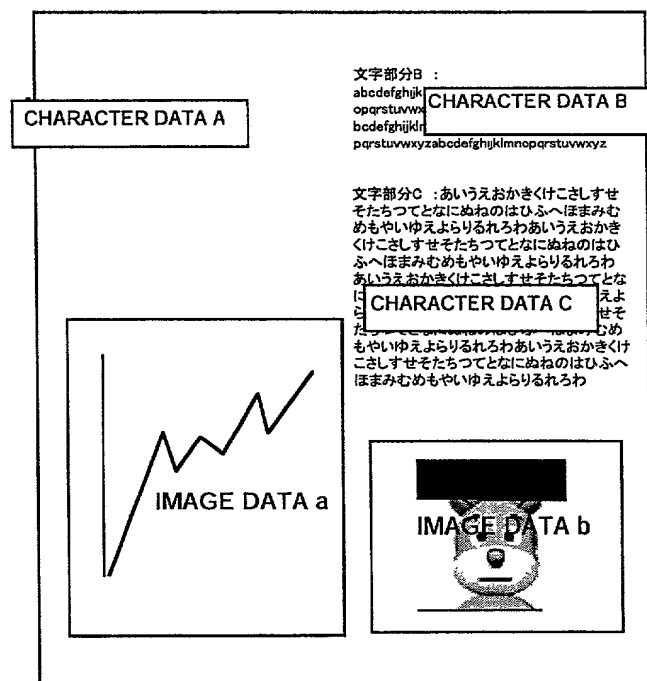 CHARACTER DATA A
文字部分B :
abcdefghijk
opqrstuvwx
CHARACTER DATA B
bcdefghijklm
pqrstuvwxyzabcdefghijklmnopqrstuvwxyz
文字部分C :あいうえおかきくけこさしすせ
そたちつてとなにぬねのはひふへほまみむ
めもやいゆえよらりるれろわあいうえおかき
くけこさしすせそたちつてとなにぬねのはひ
ふへほまみむめもやいゆえよらりるれろわ
あいうえおかきくけこさしすせそたちつてとな
CHARACTER DATA C
もやいゆえよらりるれろわあいうえおかきくけ
こさしすせそたちつてとなにぬねのはひふへ
ほまみむめもやいゆえよらりるれろわ
IMAGE DATA a
IMAGE DATA b